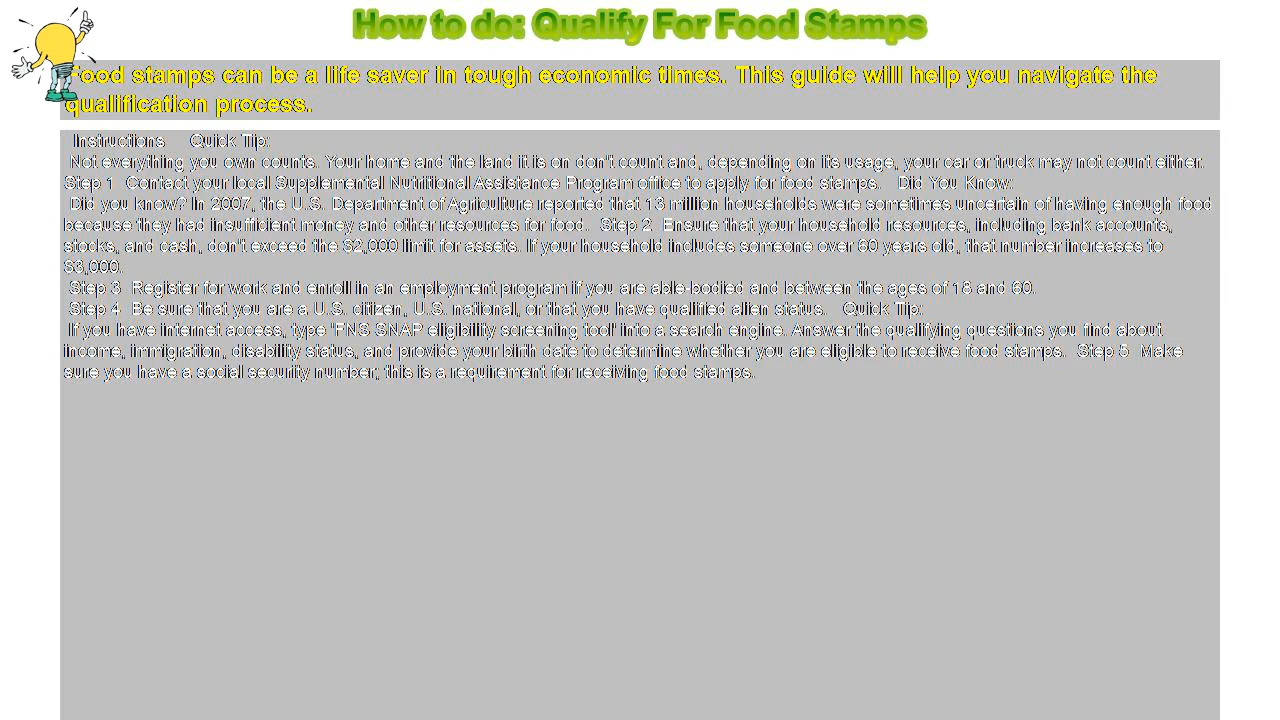 How to do: Qualify For Food Stamps
Food stamps can be a life saver in tough economic times. This guide will help you navigate the
qualification process.
Instructions Quick Tip:
Not everything you own counts. Your home and the land it is on don't count and, depending on its usage, your car or truck may not count either.
Step 1 Contact your local Supplemental Nutritional Assistance Program office to apply for food stamps. Did You Know:
Did you know? In 2007, the U.S. Department of Agriculture reported that 13 million households were sometimes uncertain of having enough food
because they had insufficient money and other resources for food. Step 2 Ensure that your household resources, including bank accounts,
stocks, and cash, don't exceed the $2,000 limit for assets. If your household includes someone over 60 years old, that number increases to
$3,000.
Step 3 Register for work and enroll in an employment program if you are able-bodied and between the ages of 18 and 60.
Step 4 Be sure that you are a U.S. citizen, U.S. national, or that you have qualified alien status. Quick Tip:
If you have internet access, type 'FNS SNAP eligibility screening tool' into a search engine. Answer the qualifying questions you find about
income, immigration, disability status, and provide your birth date to determine whether you are eligible to receive food stamps. Step 5 Make
sure you have a social security number; this is a requirement for receiving food stamps.